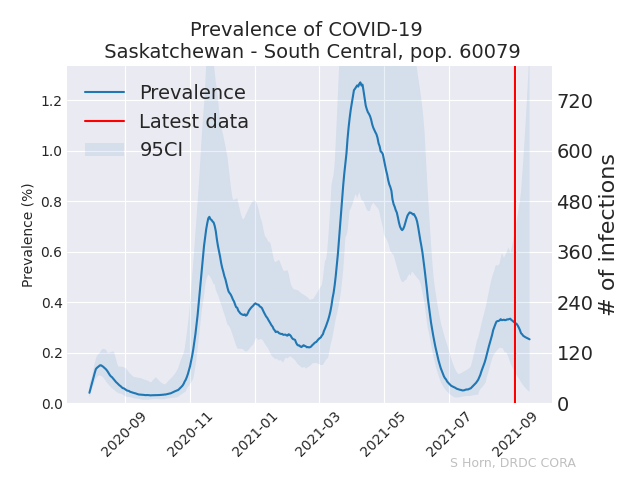 Prevalence of COVID-19
Saskatchewan - South Central, pop. 60079
Prevalence
Latest data
95CI
1.2
1.0
0.8
0.6
0.4
0.2
0.0
Prevalence (%)
720
600
480
360
240
120
0
# of infections
2020-09
2020-11
2021-01
2021-03
2021-05
2021-07
2021-09
S Horn, DRDC CORA